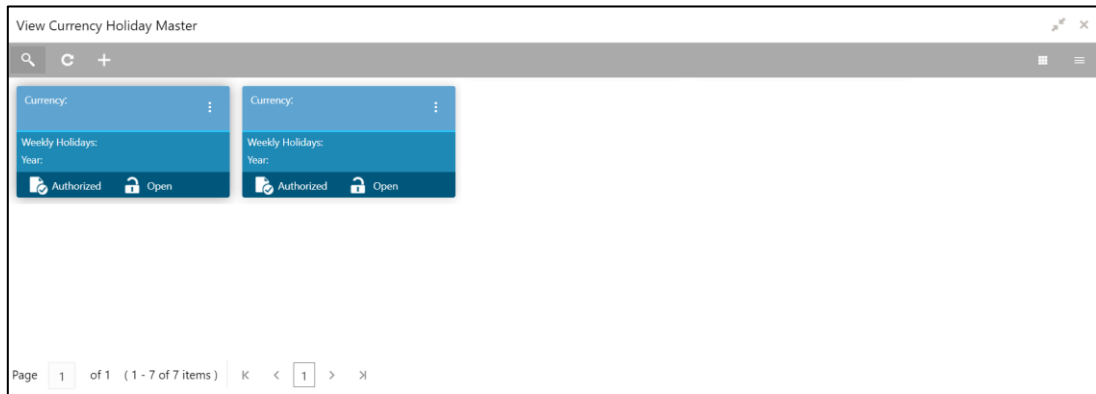 View Currency Holiday Master
Currency: Currency:
Weekly Holidays: Weekly Holidays:
Year: Year:
Authorized Open Authorized Open
Page 1 of 1 ( 1 - 7 of 7 items ) 1